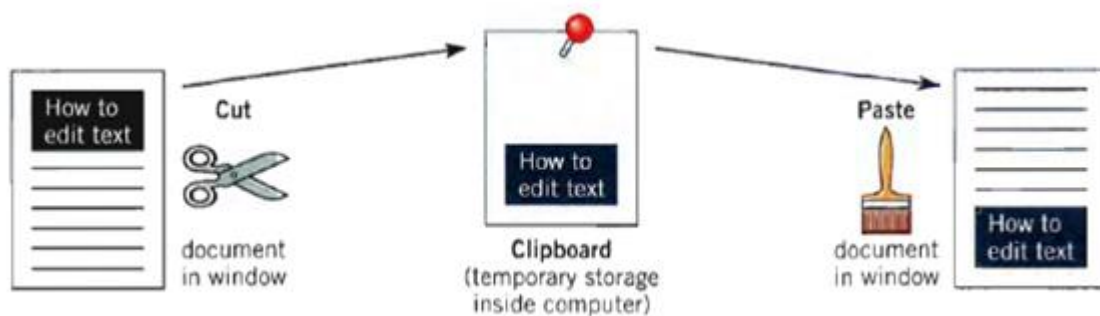 How to
edit text
Cut
document
in window
How to
edit text
Clipboard
(temporary storage
inside computer)
Paste
document
in window
How to
edit text